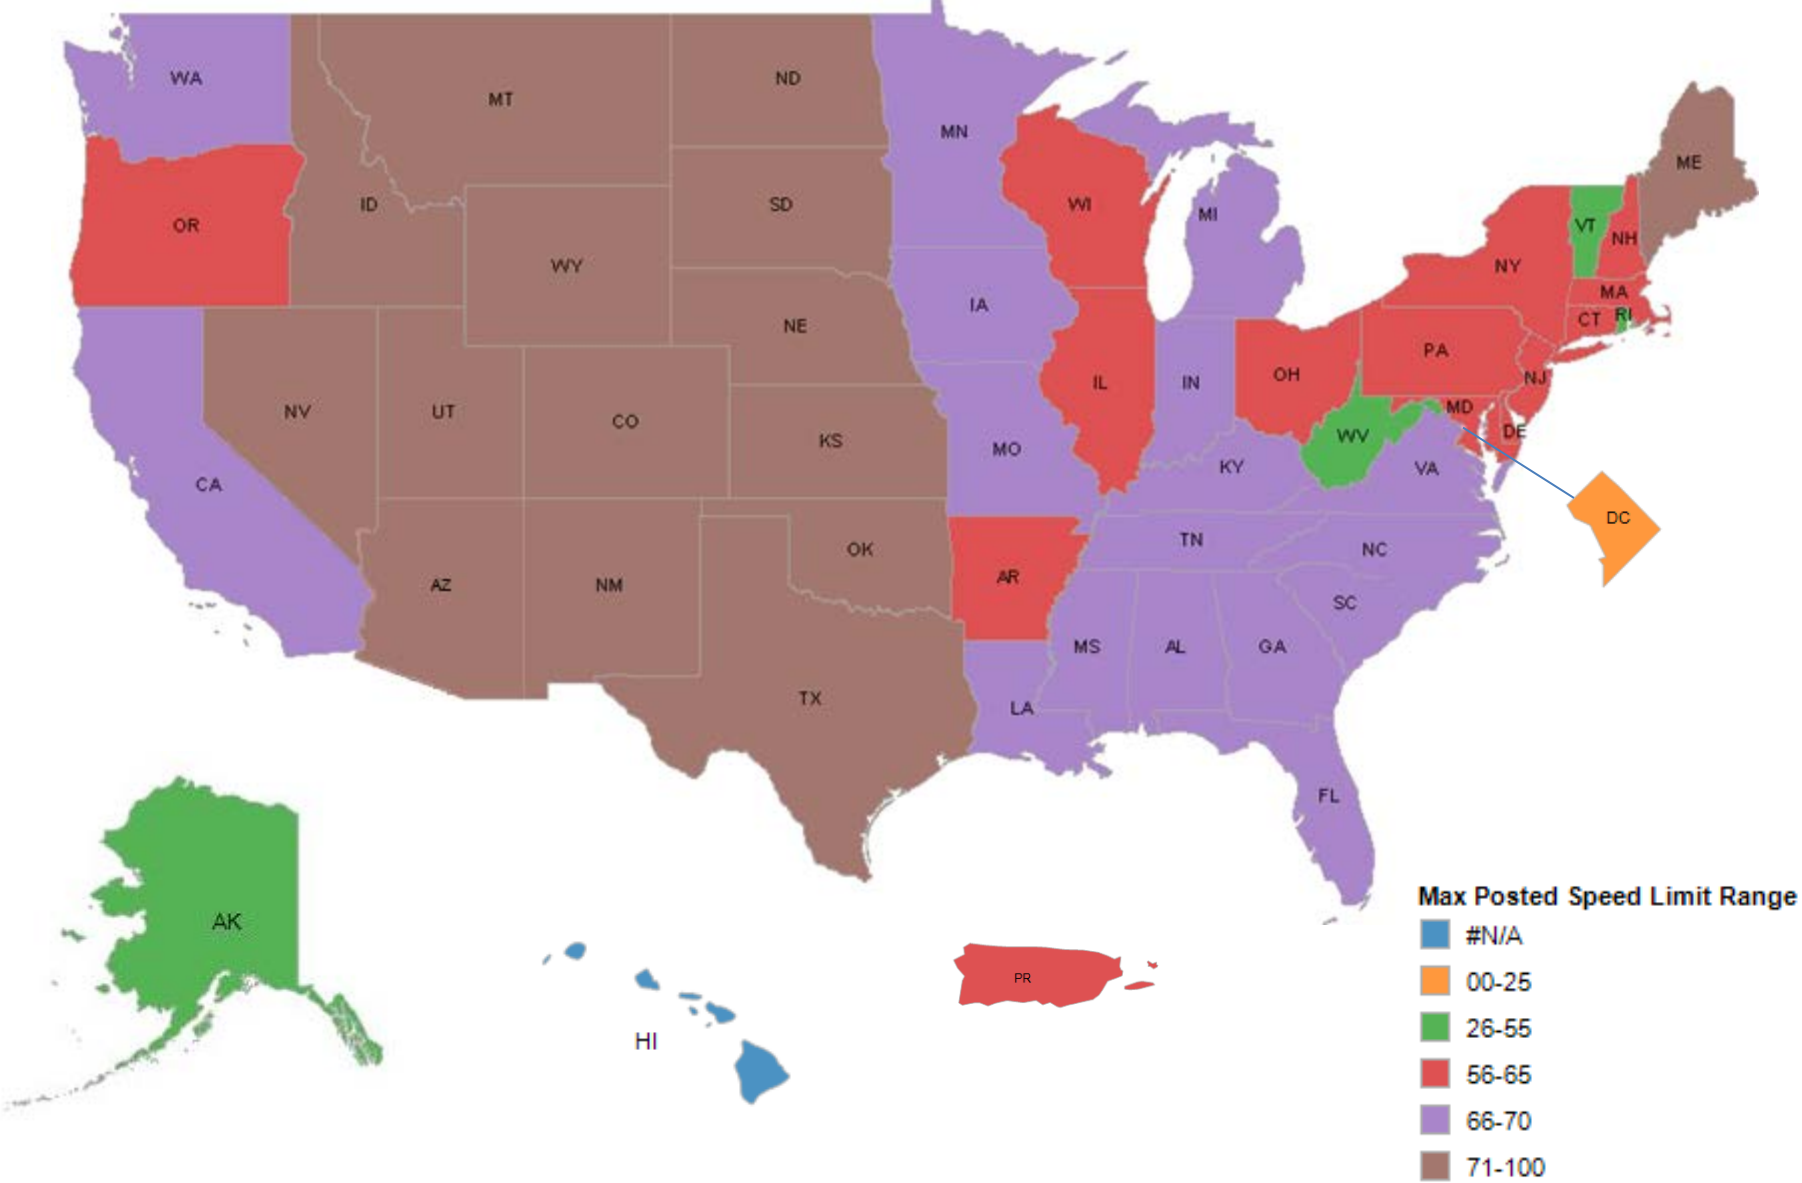 WA
MT
ND
MN
ME
OR
ID
SD
WI
MI
VT
NH
WY
NY
NE
IA
MA
CT
RI
PA
NV
UT
CO
KS
IL
IN
OH
NJ
MD
DE
WV
CA
MO
KY
VA
DC
AZ
NM
OK
AR
TN
NC
SC
TX
MS
AL
GA
LA
FL
AK
HI
PR
Max Posted Speed Limit Range
#N/A
00-25
26-55
56-65
66-70
71-100